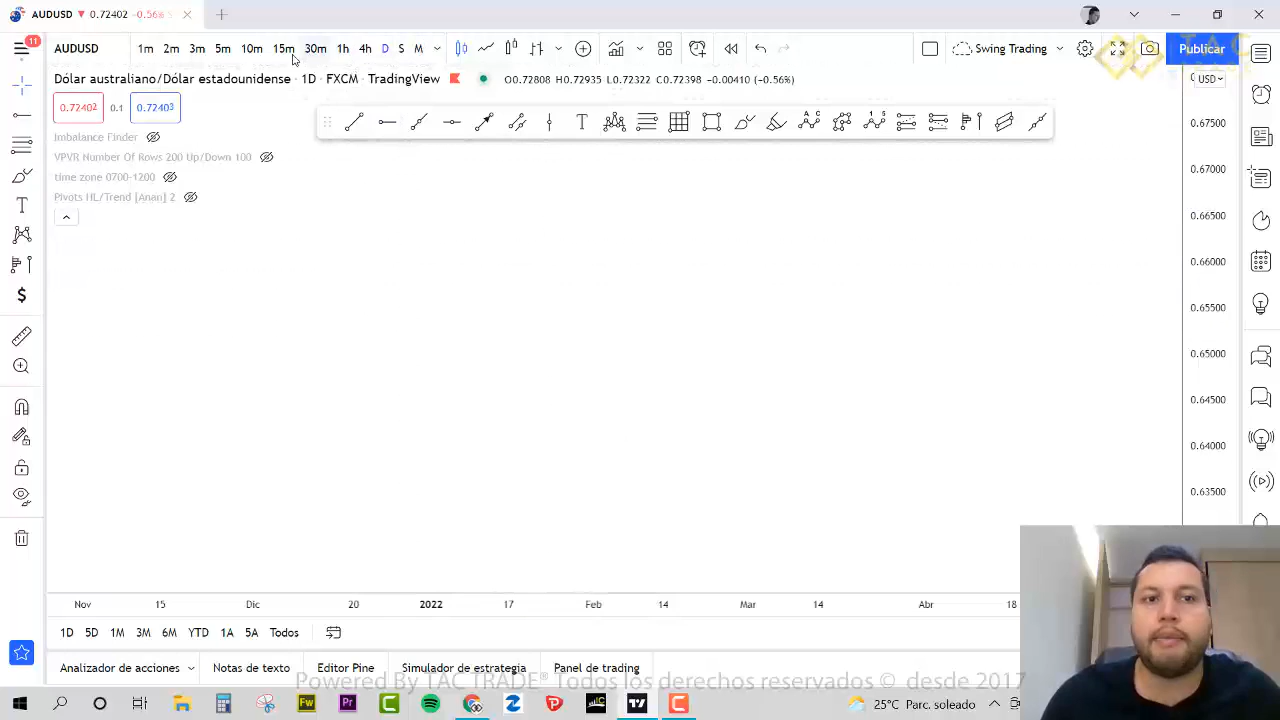 AUDUSD ▼ 0.72402 −0.56%
11
AUDUSD 1m 2m 3m 5m 10m 15m 30m 1h 4h D S M Swing Trading Publicar
Dólar australiano/Dólar estadounidense · 1D · FXCM · TradingView O0.72808 H0.72935 L0.72322 C0.72398 −0.00410 (−0.56%)
USD
0.72402 0.1 0.72403
Imbalance Finder
VPVR Number Of Rows 200 Up/Down 100
time zone 0700-1200
Pivots HL/Trend [Anan] 2
0.67500
0.67000
0.66500
0.66000
0.65500
0.65000
0.64500
0.64000
0.63500
Nov 15 Dic 20 2022 17 Feb 14 Mar 14 Abr 18
1D 5D 1M 3M 6M YTD 1A 5A Todos
Analizador de acciones Notas de texto Editor Pine Simulador de estrategia Panel de trading
Powered By TAC TRADE® Todos los derechos reservados © desde 2017
25°C Parc. soleado